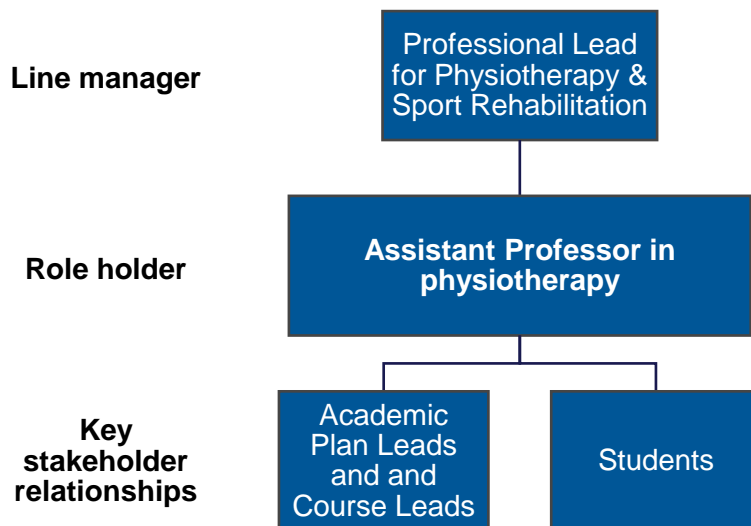 Line manager
Professional Lead
for Physiotherapy &
Sport Rehabilitation
Role holder
Assistant Professor in
physiotherapy
Key
stakeholder
relationships
Academic
Plan Leads
and and
Course Leads
Students